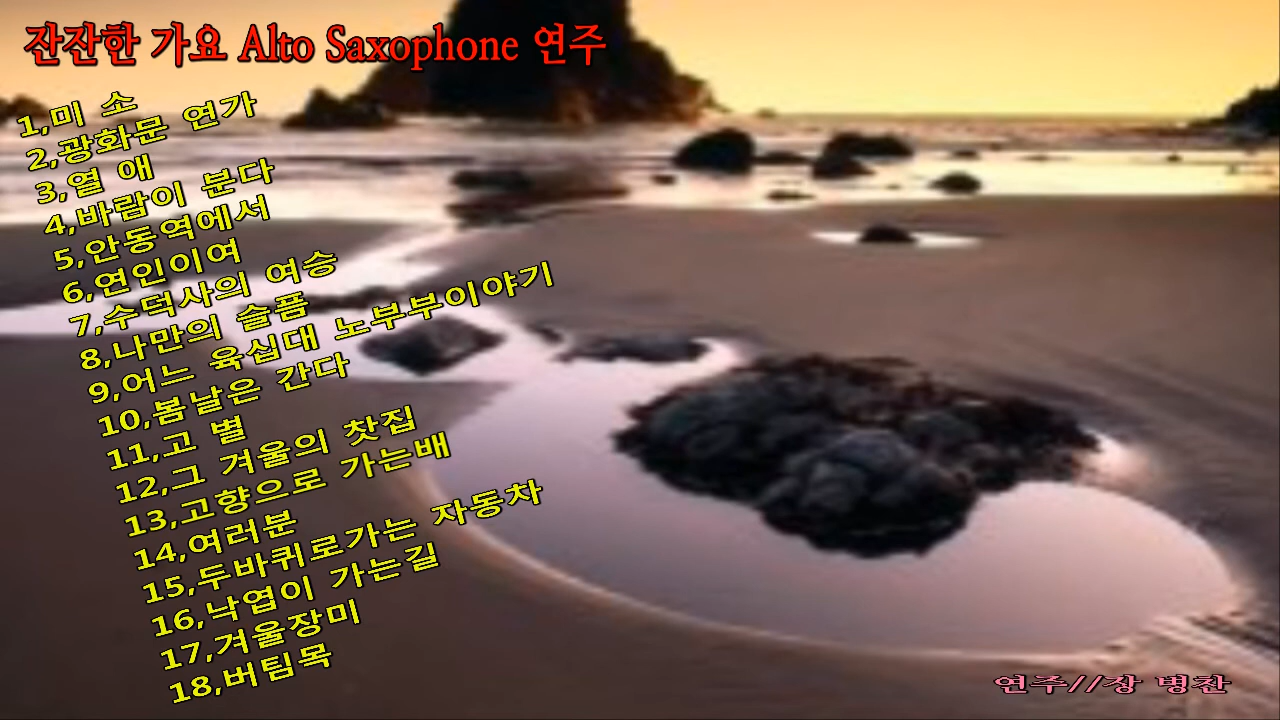 잔잔한 가요 Alto Saxophone 연주
1,미 소
2,광화문 연가
3,열 애
4,바람이 분다
5,안동역에서
6,연인이여
7,수덕사의 여승
8,나만의 슬픔
9,어느 육십대 노부부이야기
10,봄날은 간다
11,고 별
12,그 겨울의 찻집
13,고향으로 가는배
14,여러분
15,두바퀴로가는 자동차
16,낙엽이 가는길
17,겨울장미
18,버팀목
연주//장 병찬